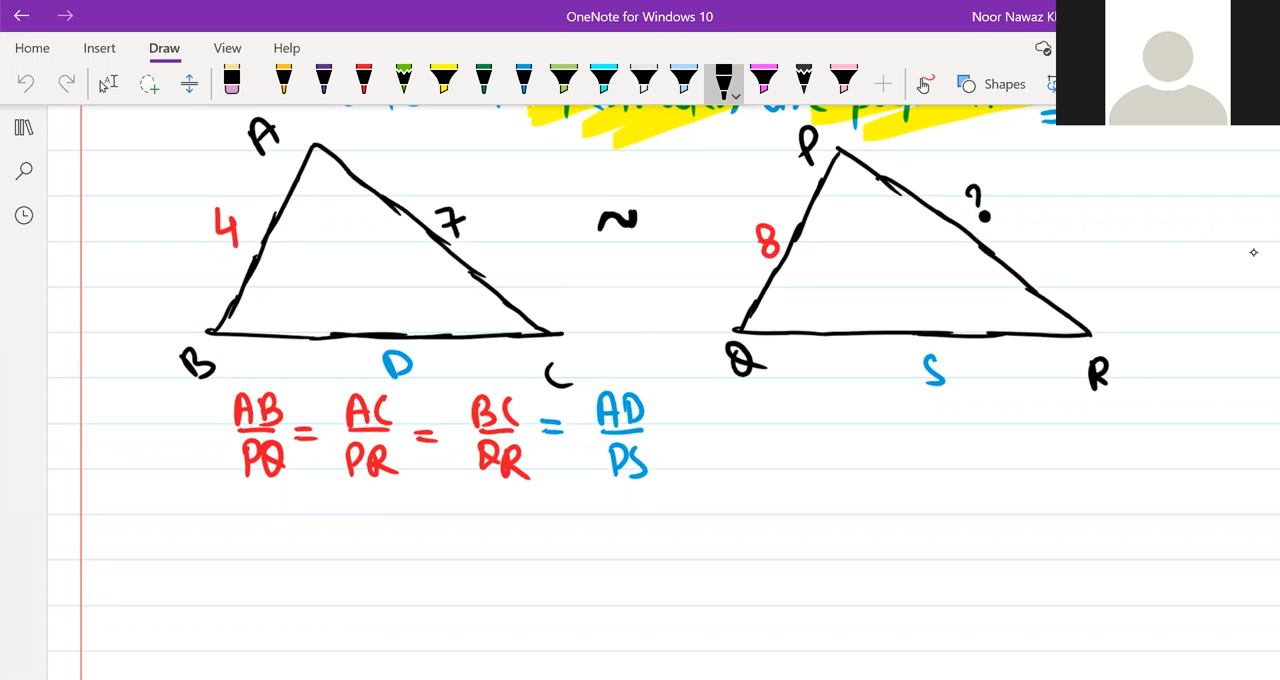 OneNote for Windows 10
Noor Nawaz Kh
Home Insert Draw View Help
Shapes
A P
4 7 ~ 8 ?
B D C Q S R
AB/PQ = AC/PR = BC/QR = AD/PS